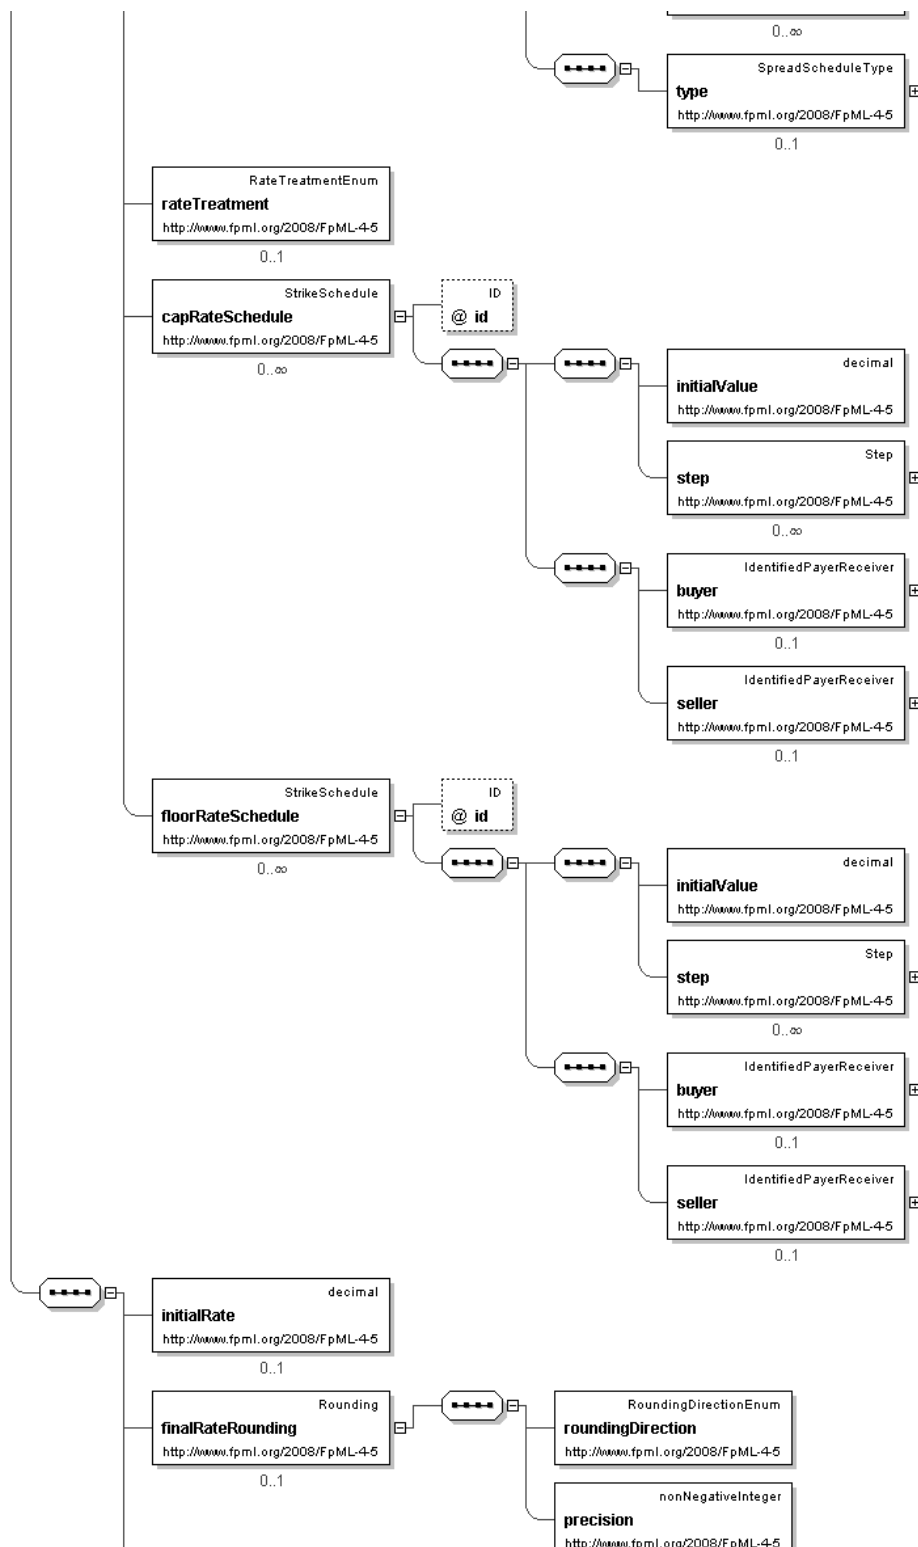 0..∞
SpreadScheduleType
type
http://www.fpml.org/2008/FpML-4-5
0..1
RateTreatmentEnum
rateTreatment
http://www.fpml.org/2008/FpML-4-5
0..1
StrikeSchedule
capRateSchedule
http://www.fpml.org/2008/FpML-4-5
0..∞
ID
@ id
decimal
initialValue
http://www.fpml.org/2008/FpML-4-5
Step
step
http://www.fpml.org/2008/FpML-4-5
0..∞
IdentifiedPayerReceiver
buyer
http://www.fpml.org/2008/FpML-4-5
0..1
IdentifiedPayerReceiver
seller
http://www.fpml.org/2008/FpML-4-5
0..1
StrikeSchedule
floorRateSchedule
http://www.fpml.org/2008/FpML-4-5
0..∞
ID
@ id
decimal
initialValue
http://www.fpml.org/2008/FpML-4-5
Step
step
http://www.fpml.org/2008/FpML-4-5
0..∞
IdentifiedPayerReceiver
buyer
http://www.fpml.org/2008/FpML-4-5
0..1
IdentifiedPayerReceiver
seller
http://www.fpml.org/2008/FpML-4-5
0..1
decimal
initialRate
http://www.fpml.org/2008/FpML-4-5
0..1
Rounding
finalRateRounding
http://www.fpml.org/2008/FpML-4-5
0..1
RoundingDirectionEnum
roundingDirection
http://www.fpml.org/2008/FpML-4-5
nonNegativeInteger
precision
http://www.fpml.org/2008/FpML-4-5